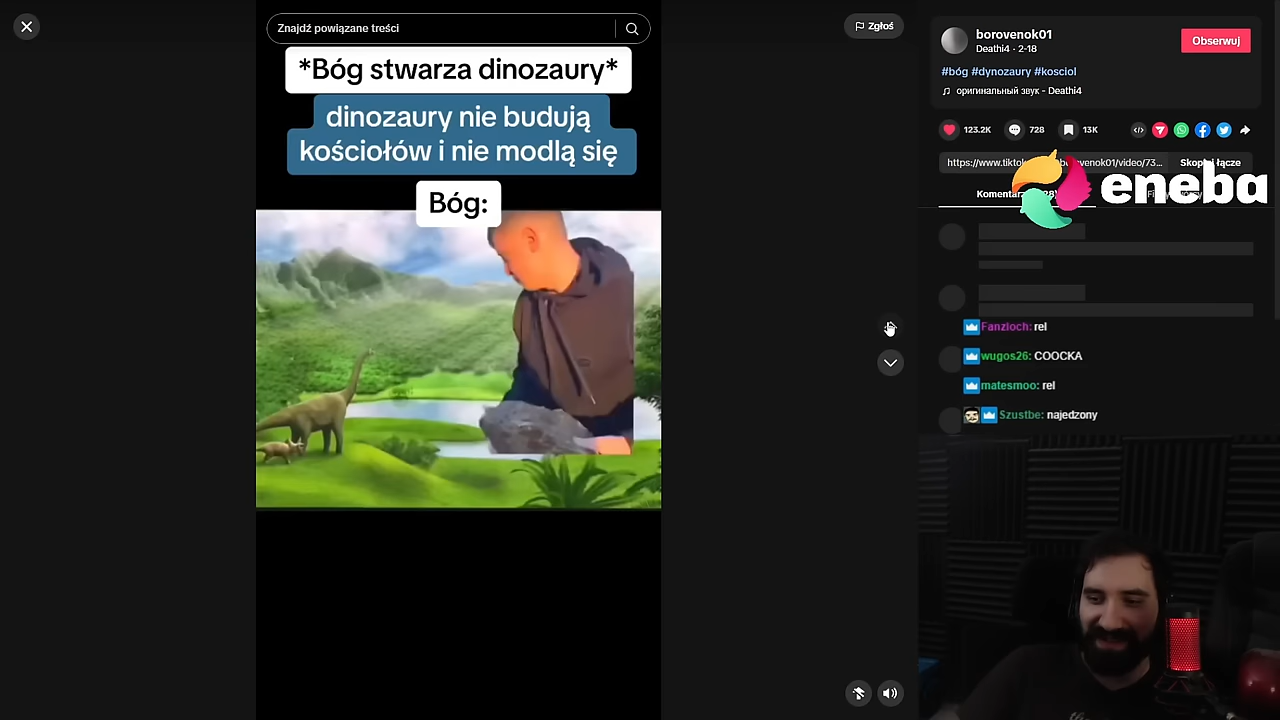 Znajdź powiązane treści
Zgłoś
*Bóg stwarza dinozaury*
dinozaury nie budują
kościołów i nie modlą się
Bóg:
borovenok01
Deathi4 · 2-18
Obserwuj
#bóg #dynozaury #kosciol
оригинальный звук - Deathi4
123.2K
728
13K
eneba
Fanzloch: rel
wugos26: COOCKA
matesmoo: rel
Szustbe: najedzony